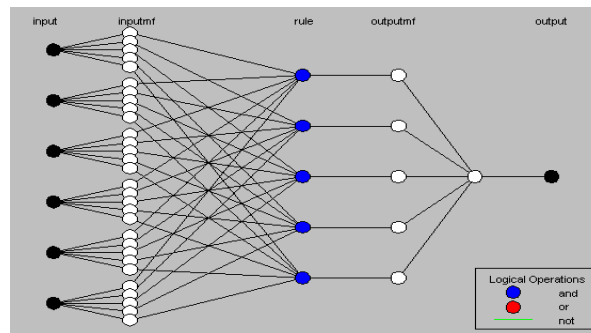 input inputmf rule outputmf output
Logical Operations
and
or
not